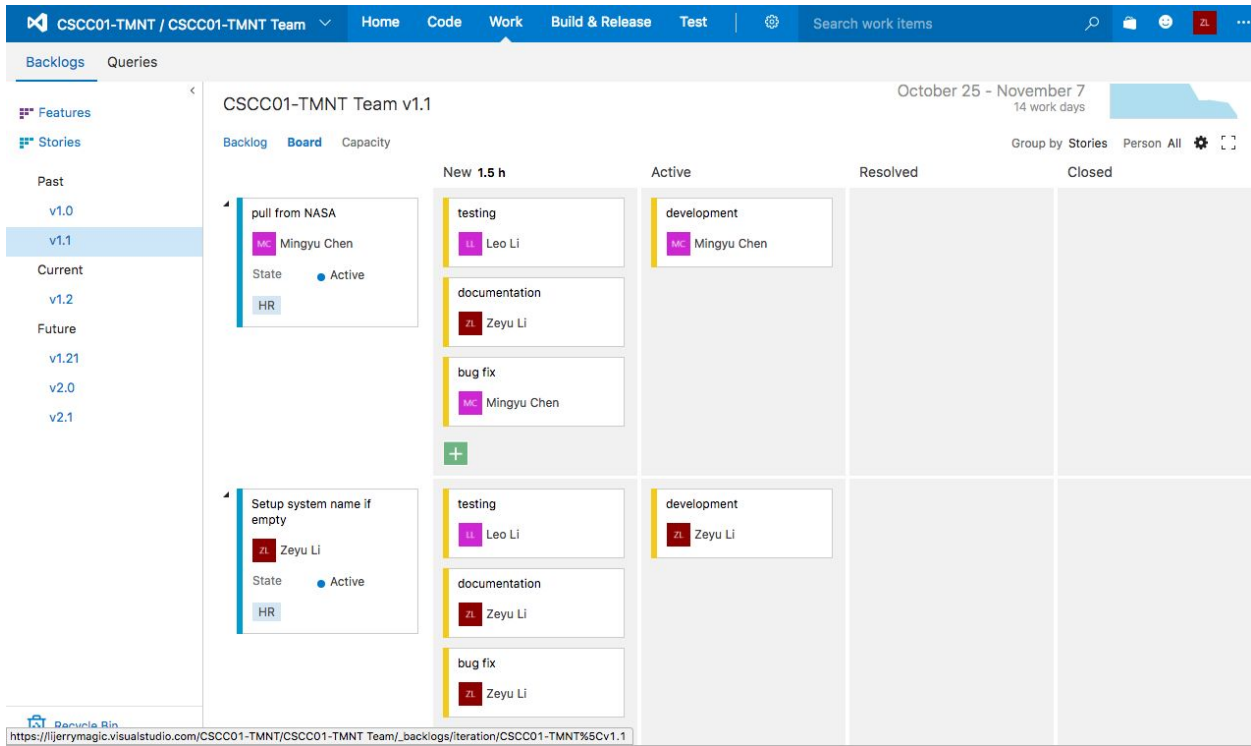 CSCC01-TMNT / CSCC01-TMNT Team Home Code Work Build & Release Test Search work items ZL ...
Backlogs Queries
Features
Stories
Past
v1.0
v1.1
Current
v1.2
Future
v1.21
v2.0
v2.1
Recycle Bin
CSCC01-TMNT Team v1.1
October 25 - November 7
14 work days
Backlog Board Capacity
Group by Stories Person All
New 1.5 h Active Resolved Closed
pull from NASA
MC Mingyu Chen
State Active
HR
testing
LL Leo Li
documentation
ZL Zeyu Li
bug fix
MC Mingyu Chen
development
MC Mingyu Chen
Setup system name if
empty
ZL Zeyu Li
State Active
HR
testing
LL Leo Li
documentation
ZL Zeyu Li
bug fix
ZL Zeyu Li
development
ZL Zeyu Li
https://lijerrymagic.visualstudio.com/CSCC01-TMNT/CSCC01-TMNT Team/_backlogs/iteration/CSCC01-TMNT%5Cv1.1